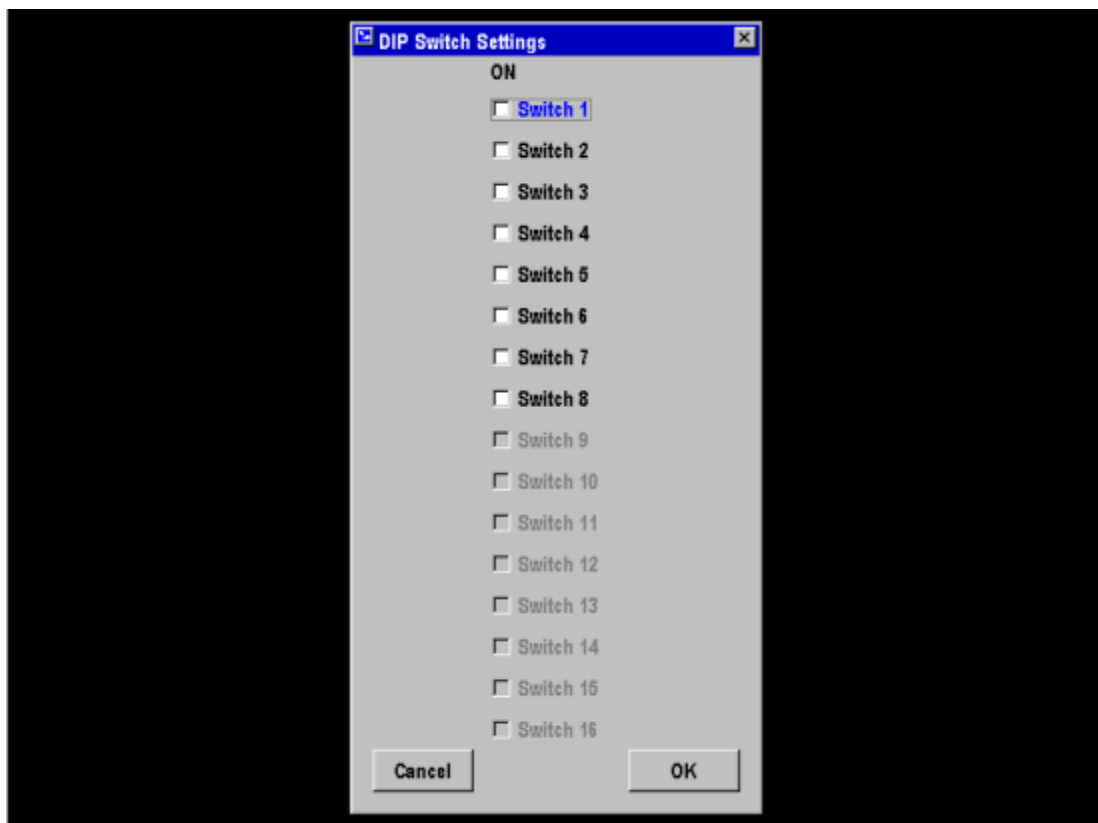 DIP Switch Settings
ON
Switch 1
Switch 2
Switch 3
Switch 4
Switch 5
Switch 6
Switch 7
Switch 8
Switch 9
Switch 10
Switch 11
Switch 12
Switch 13
Switch 14
Switch 15
Switch 16
Cancel OK